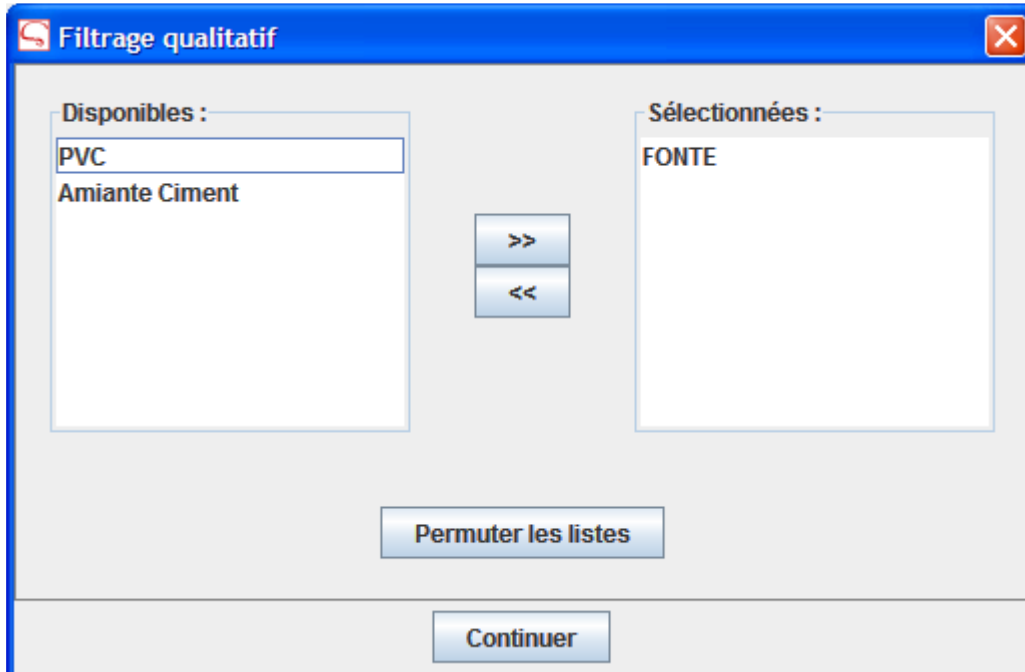 Filtrage qualitatif
Disponibles :
PVC
Amiante Ciment
>>
<<
Sélectionnées :
FONTE
Permuter les listes
Continuer